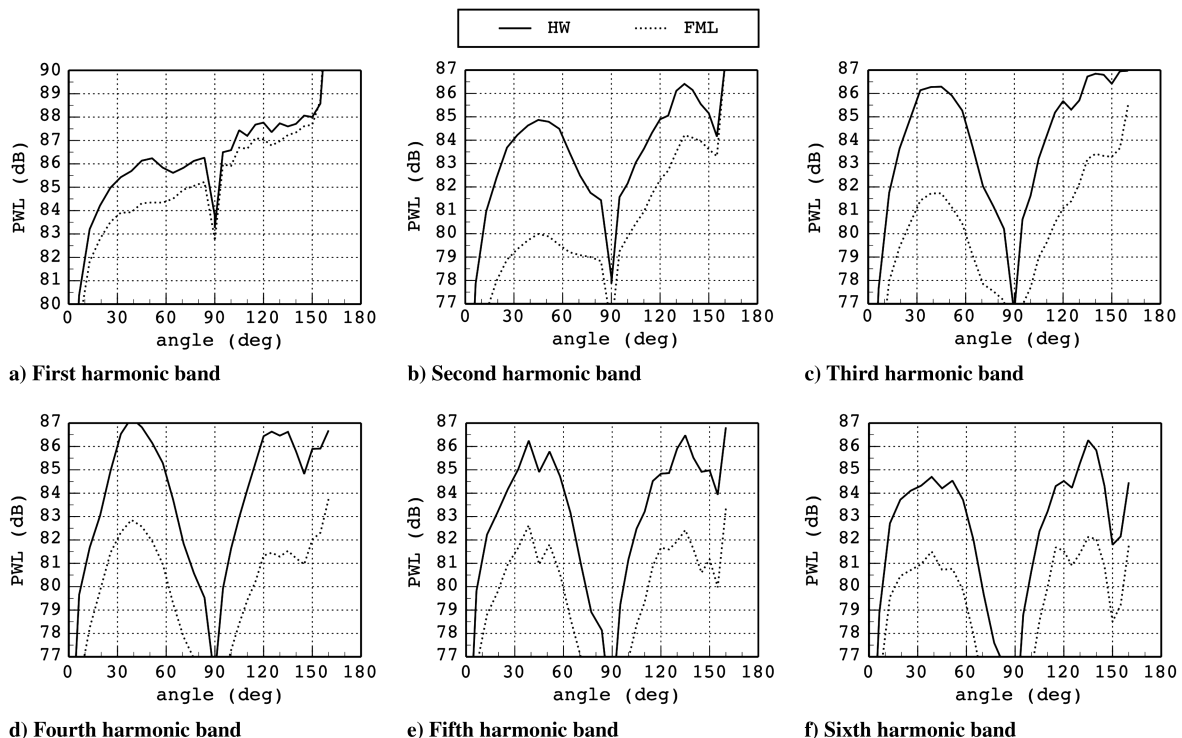 HW FML
90
89
88
87
86
85
84
83
82
81
80
PWL (dB)
0 30 60 90 120 150 180
angle (deg)
a) First harmonic band
87
86
85
84
83
82
81
80
79
78
77
PWL (dB)
0 30 60 90 120 150 180
angle (deg)
b) Second harmonic band
87
86
85
84
83
82
81
80
79
78
77
PWL (dB)
0 30 60 90 120 150 180
angle (deg)
c) Third harmonic band
87
86
85
84
83
82
81
80
79
78
77
PWL (dB)
0 30 60 90 120 150 180
angle (deg)
d) Fourth harmonic band
87
86
85
84
83
82
81
80
79
78
77
PWL (dB)
0 30 60 90 120 150 180
angle (deg)
e) Fifth harmonic band
87
86
85
84
83
82
81
80
79
78
77
PWL (dB)
0 30 60 90 120 150 180
angle (deg)
f) Sixth harmonic band